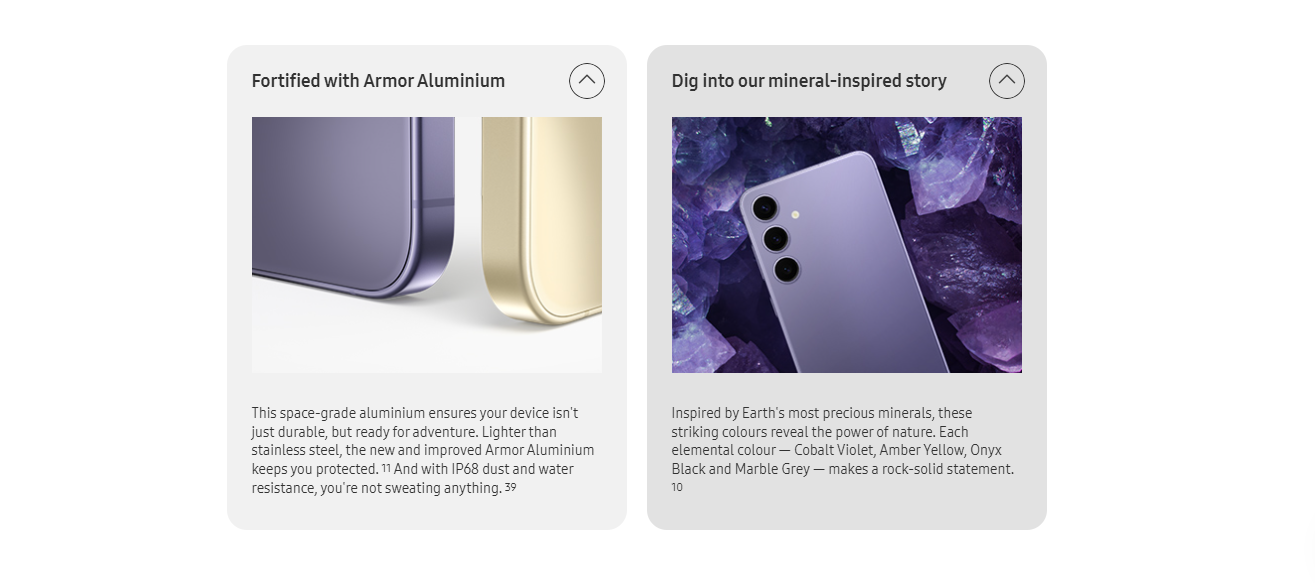 Fortified with Armor Aluminium
This space-grade aluminium ensures your device isn't
just durable, but ready for adventure. Lighter than
stainless steel, the new and improved Armor Aluminium
keeps you protected. 11 And with IP68 dust and water
resistance, you're not sweating anything. 39
Dig into our mineral-inspired story
Inspired by Earth's most precious minerals, these
striking colours reveal the power of nature. Each
elemental colour — Cobalt Violet, Amber Yellow, Onyx
Black and Marble Grey — makes a rock-solid statement.
10